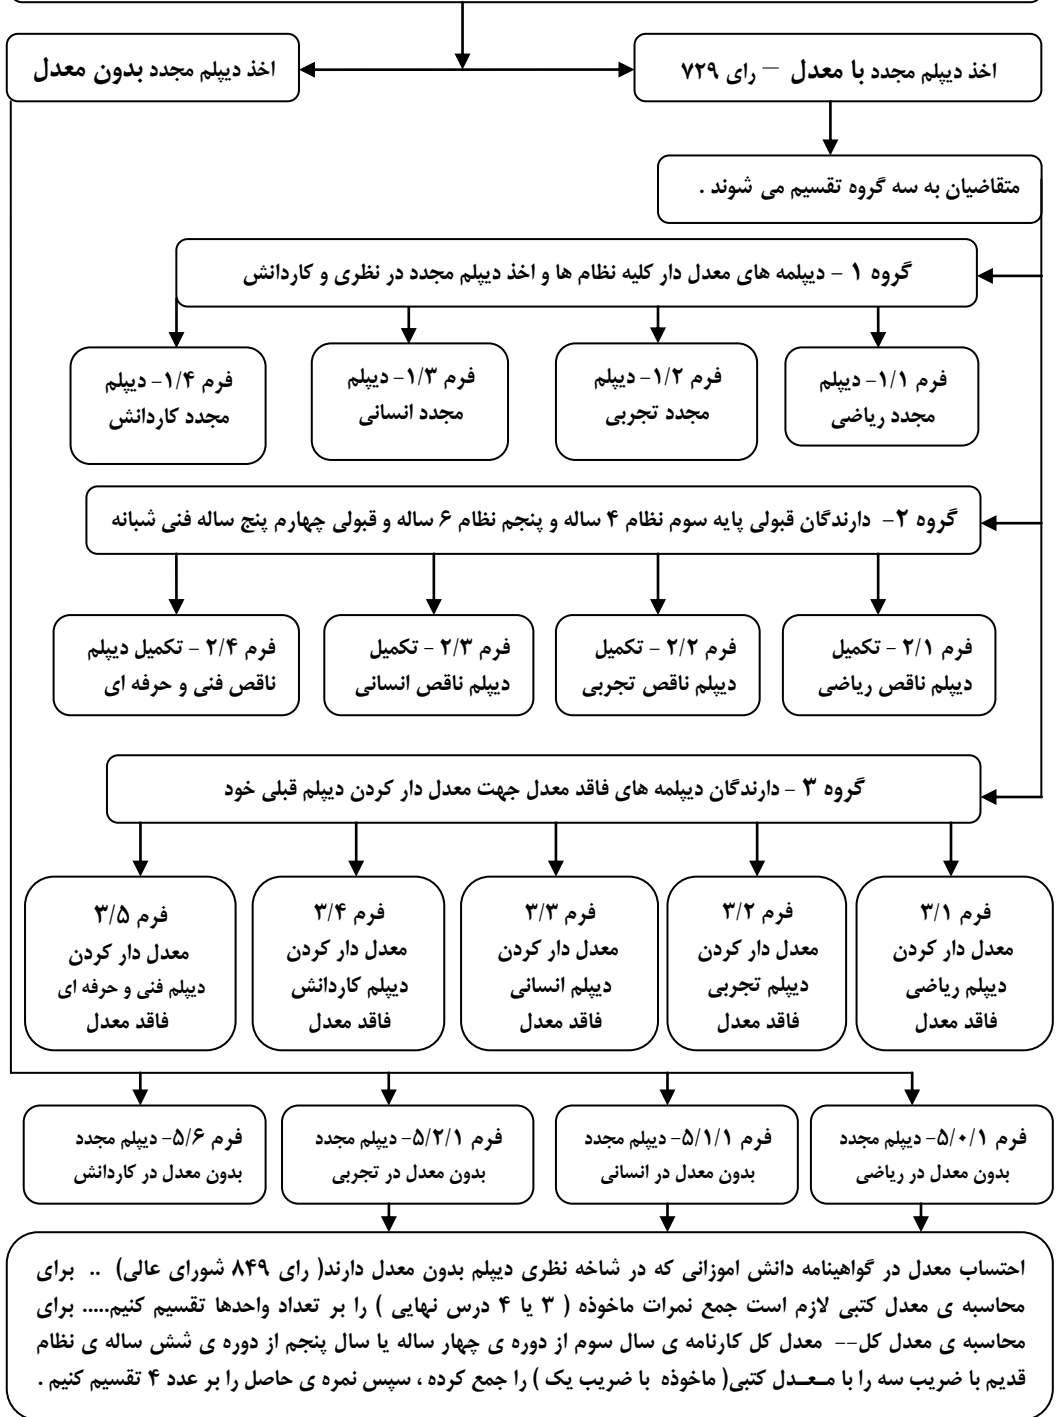 اخذ دیپلم مجدد با معدل – رای ۷۲۹
اخذ دیپلم مجدد بدون معدل
متقاضیان به سه گروه تقسیم می شوند .
گروه ۱ - دیپلمه های معدل دار کلیه نظام ها و اخذ دیپلم مجدد در نظری و کاردانش
فرم ۱/۱- دیپلم
مجدد ریاضی
فرم ۱/۲- دیپلم
مجدد تجربی
فرم ۱/۳- دیپلم
مجدد انسانی
فرم ۱/۴- دیپلم
مجدد کاردانش
گروه ۲- دارندگان قبولی پایه سوم نظام ۴ ساله و پنجم نظام ۶ ساله و قبولی چهارم پنج ساله فنی شبانه
فرم ۲/۱ - تکمیل
دیپلم ناقص ریاضی
فرم ۲/۲ - تکمیل
دیپلم ناقص تجربی
فرم ۲/۳ - تکمیل
دیپلم ناقص انسانی
فرم ۲/۴ - تکمیل دیپلم
ناقص فنی و حرفه ای
گروه ۳ - دارندگان دیپلمه های فاقد معدل جهت معدل دار کردن دیپلم قبلی خود
فرم ۳/۱
معدل دار کردن
دیپلم ریاضی
فاقد معدل
فرم ۳/۲
معدل دار کردن
دیپلم تجربی
فاقد معدل
فرم ۳/۳
معدل دار کردن
دیپلم انسانی
فاقد معدل
فرم ۳/۴
معدل دار کردن
دیپلم کاردانش
فاقد معدل
فرم ۳/۵
معدل دار کردن
دیپلم فنی و حرفه ای
فاقد معدل
فرم ۵/۰/۱- دیپلم مجدد
بدون معدل در ریاضی
فرم ۵/۱/۱- دیپلم مجدد
بدون معدل در انسانی
فرم ۵/۲/۱- دیپلم مجدد
بدون معدل در تجربی
فرم ۵/۶- دیپلم مجدد
بدون معدل در کاردانش
احتساب معدل در گواهینامه دانش اموزانی که در شاخه نظری دیپلم بدون معدل دارند( رای ۸۴۹ شورای عالی) .. برای
محاسبه ی معدل کتبی لازم است جمع نمرات ماخوذه ( ۳ یا ۴ درس نهایی ) را بر تعداد واحدها تقسیم کنیم..... برای
محاسبه ی معدل کل-- معدل کل کارنامه ی سال سوم از دوره ی چهار ساله یا سال پنجم از دوره ی شش ساله ی نظام
قدیم با ضریب سه را با مـعـدل کتبی( ماخوذه با ضریب یک ) را جمع کرده ، سپس نمره ی حاصل را بر عدد ۴ تقسیم کنیم .